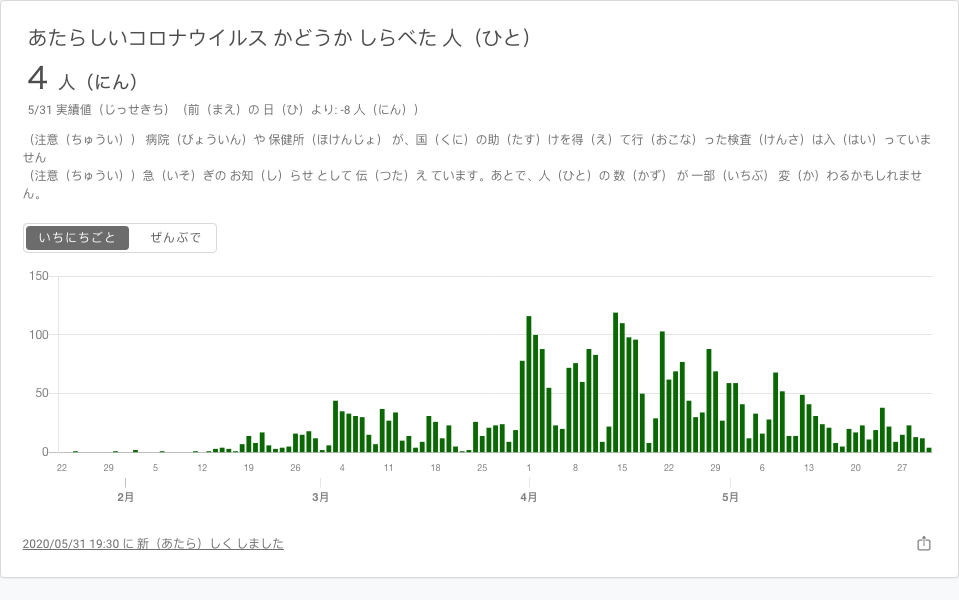 あたらしいコロナウイルス かどうか しらべた 人（ひと）
4 人（にん）
5/31 実績値（じっせきち）（前（まえ）の 日（ひ）より: -8 人（にん））
（注意（ちゅうい）） 病院（びょういん）や 保健所（ほけんじょ） が、国（くに）の助（たす）けを得（え）て行（おこな）った検査（けんさ）は入（はい）っていま
せん
（注意（ちゅうい））急（いそ）ぎの お知（し）らせ として 伝（つた）え ています。あとで、人（ひと）の 数（かず） が 一部（いちぶ） 変（か）わるかもしれませ
ん。
いちにちごと ぜんぶで
150
100
50
0
22 29 5 12 19 26 4 11 18 25 1 8 15 22 29 6 13 20 27
2月 3月 4月 5月
2020/05/31 19:30 に 新（あたら）しく しました